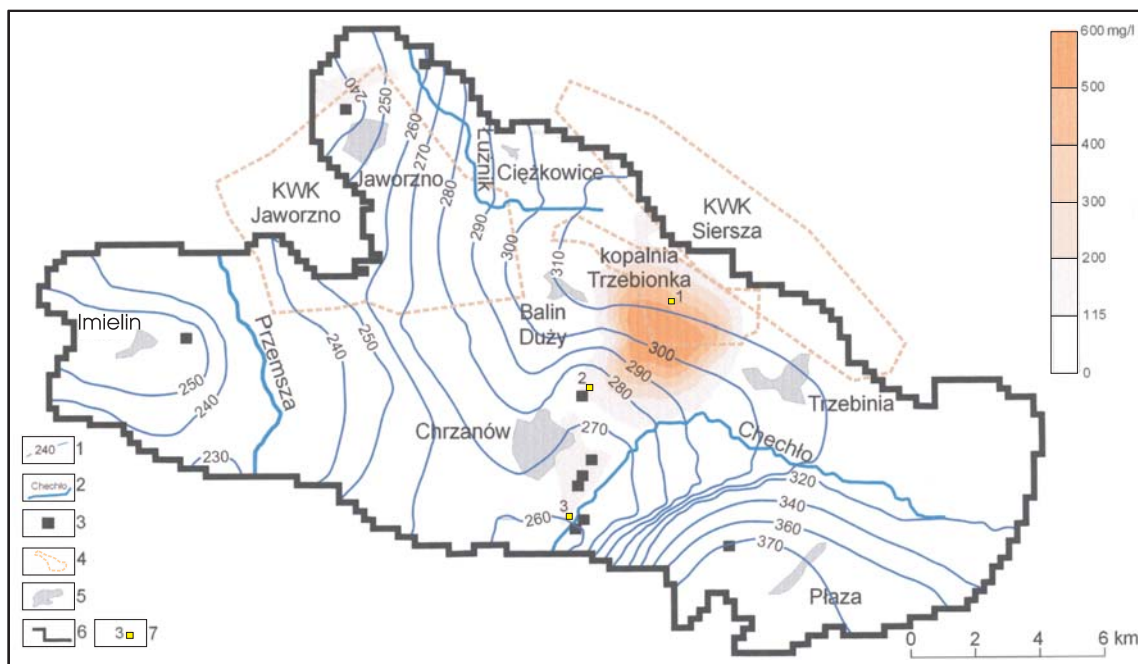 600 mg/l
500
400
300
200
115
0
240
250
260
270
280
290
300
310
Łużnik
Ciężkowice
Jaworzno
KWK
Jaworzno
KWK
Siersza
kopalnia
Trzebionka
1
Balin
Duży
Imielin
Przemsza
240
250
250
240
230
300
290
280
2
Trzebinia
Chrzanów
270
Chechło
3
260
320
340
360
370
Płaza
240 1
Chechło 2
3
4
5
6
3 7
0 2 4 6 km